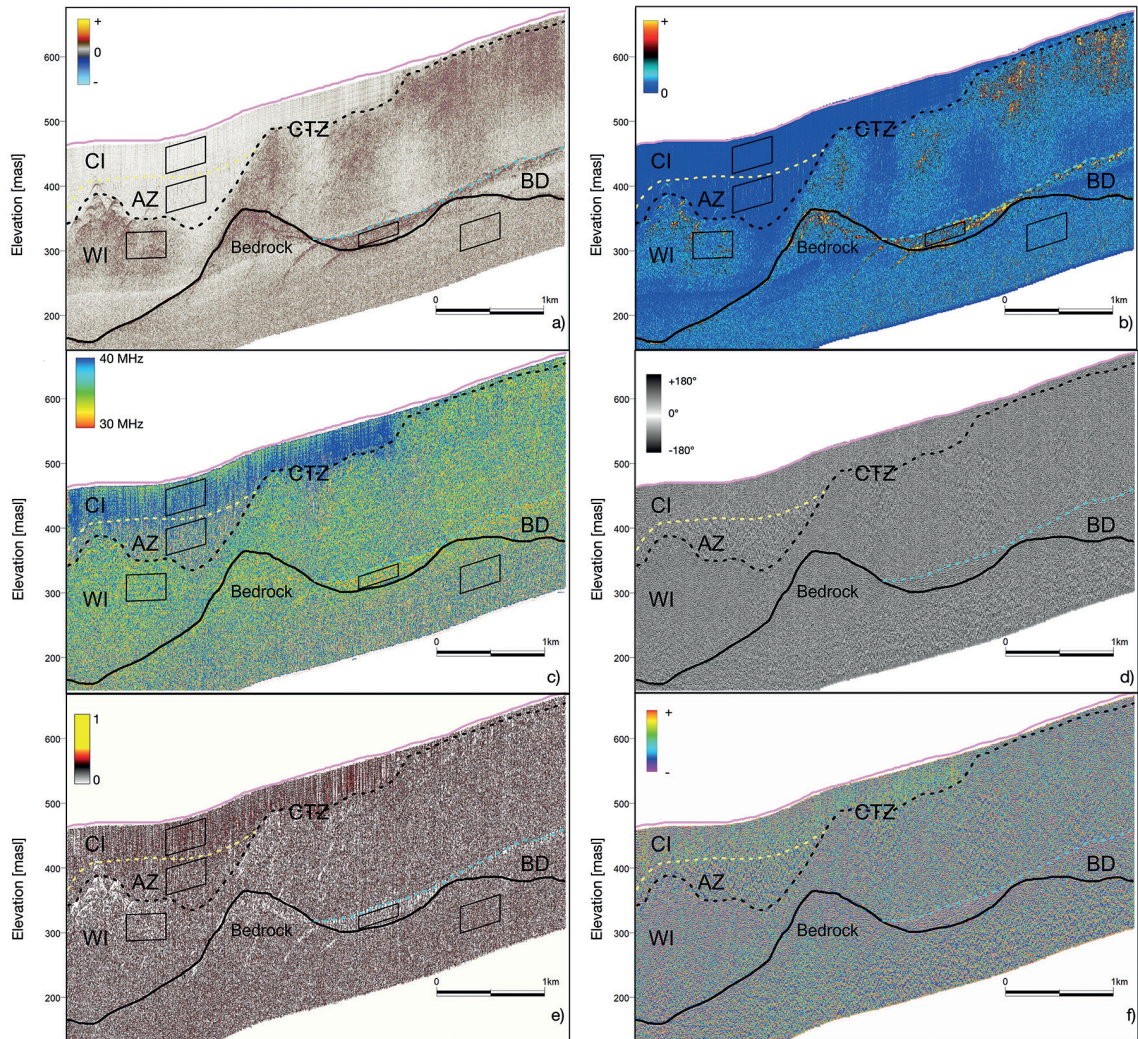 +
0
-
600
500
400
300
200
Elevation [masl]
CI
AZ
WI
CTZ
BD
Bedrock
0 1km
a)
+
0
600
500
400
300
200
Elevation [masl]
CI
AZ
WI
CTZ
BD
Bedrock
0 1km
b)
40 MHz
30 MHz
600
500
400
300
200
Elevation [masl]
CI
AZ
WI
CTZ
BD
Bedrock
0 1km
c)
+180°
0°
-180°
600
500
400
300
200
Elevation [masl]
CI
AZ
WI
CTZ
BD
Bedrock
0 1km
d)
1
0
600
500
400
300
200
Elevation [masl]
CI
AZ
WI
CTZ
BD
Bedrock
0 1km
e)
+
-
600
500
400
300
200
Elevation [masl]
CI
AZ
WI
CTZ
BD
Bedrock
0 1km
f)